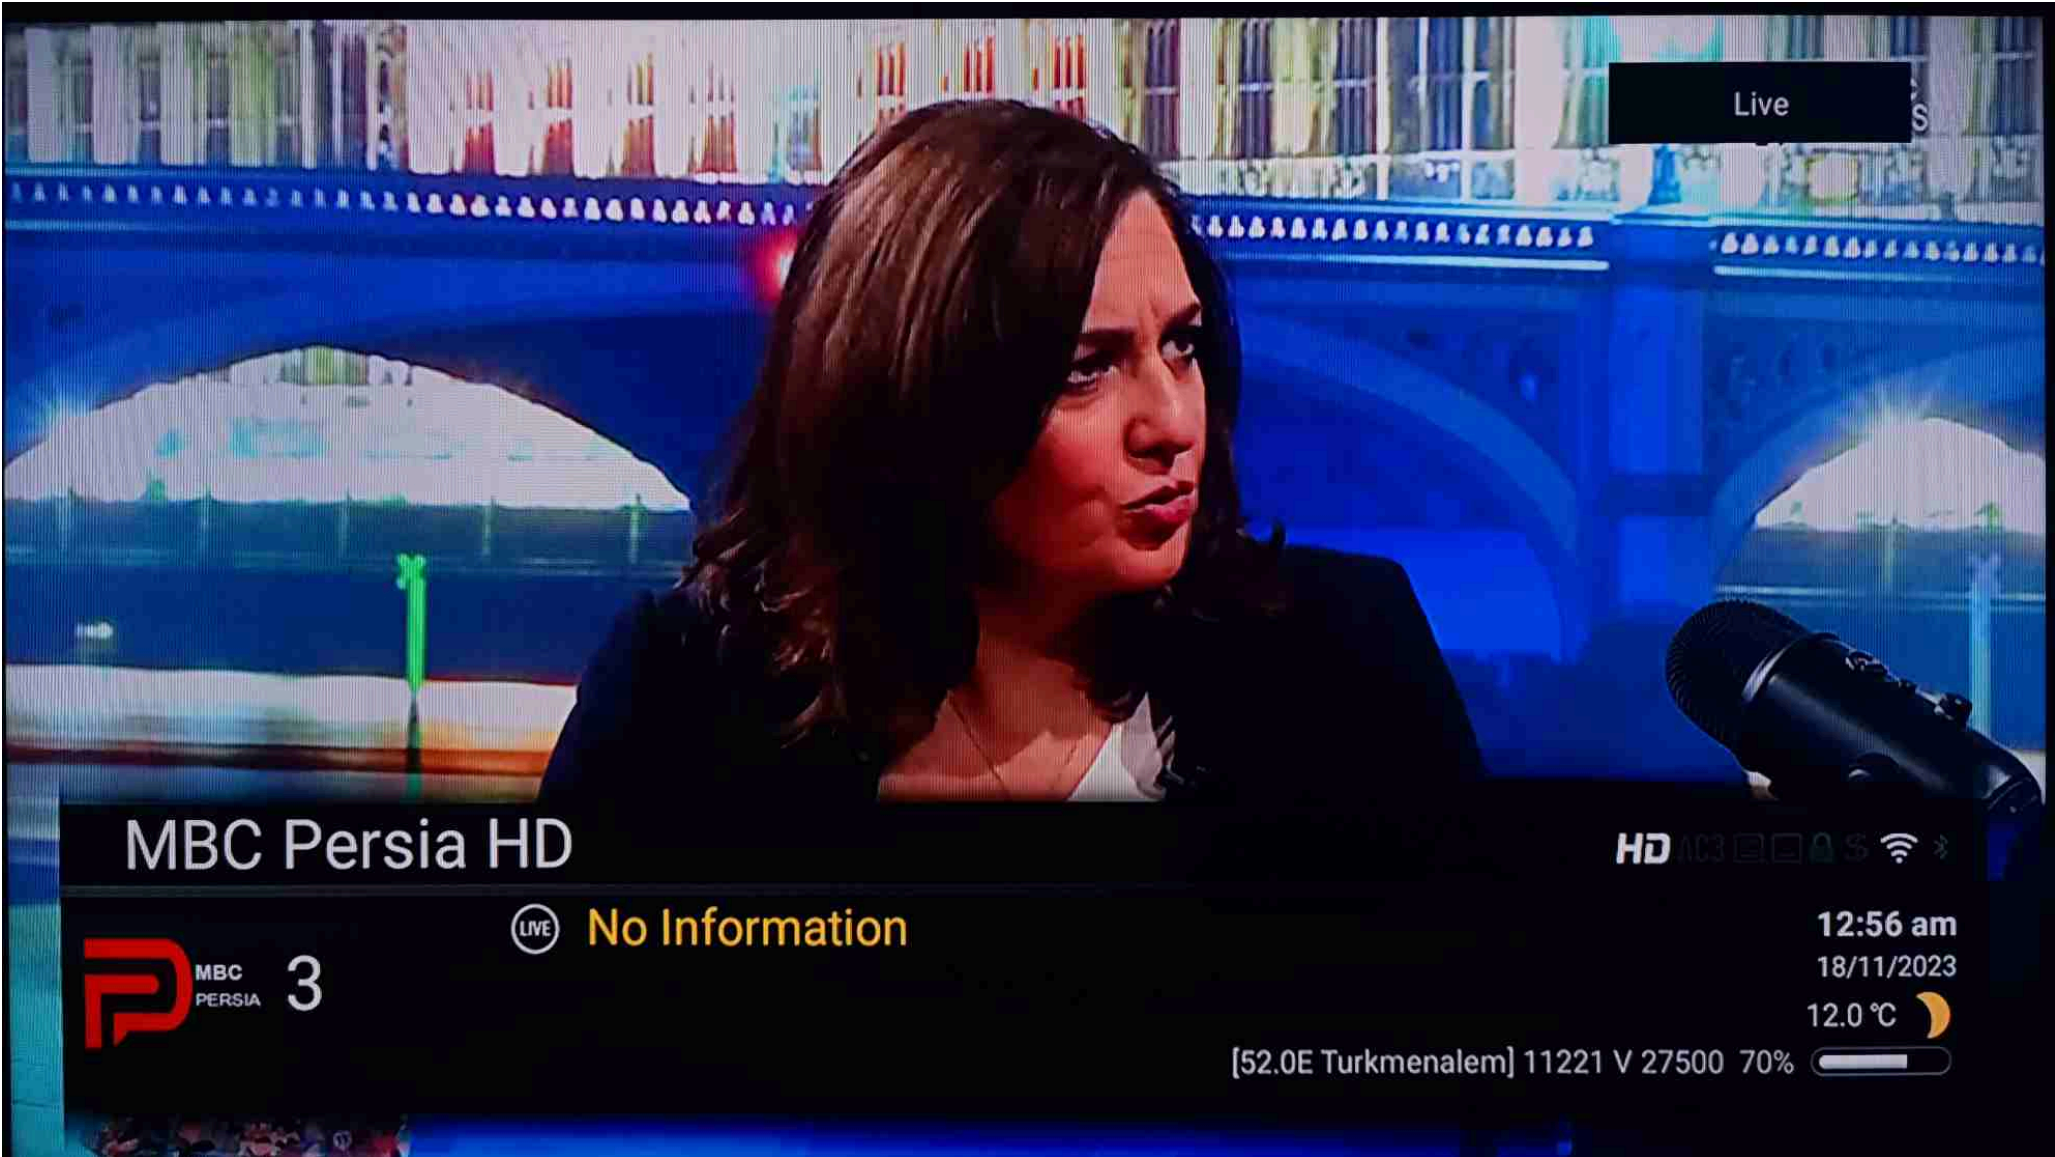 Live
S
MBC Persia HD
HD AC3
LIVE No Information
12:56 am
MBC
PERSIA
3
18/11/2023
12.0 °C
[52.0E Turkmenalem] 11221 V 27500 70%